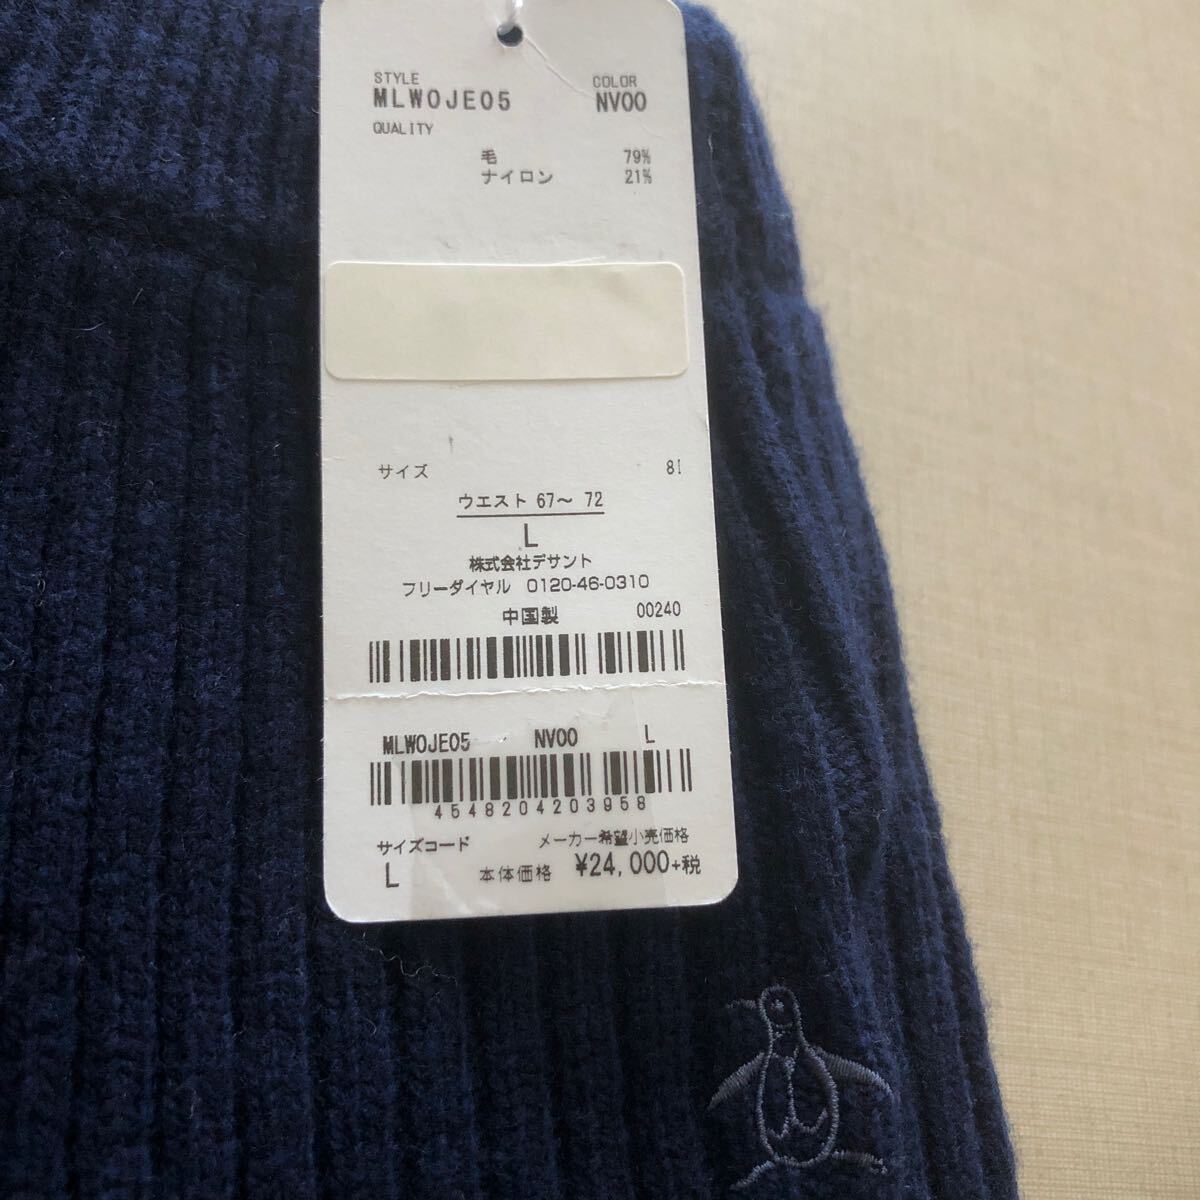 STYLE COLOR
MLW0JE05 NV00
QUALITY
毛 79%
ナイロン 21%
サイズ 81
ウエスト 67〜 72
L
株式会社デサント
フリーダイヤル 0120-46-0310
中国製 00240
MLW0JE05 NV00 L
4548204203958
サイズコード メーカー希望小売価格
L 本体価格 ¥24,000+税